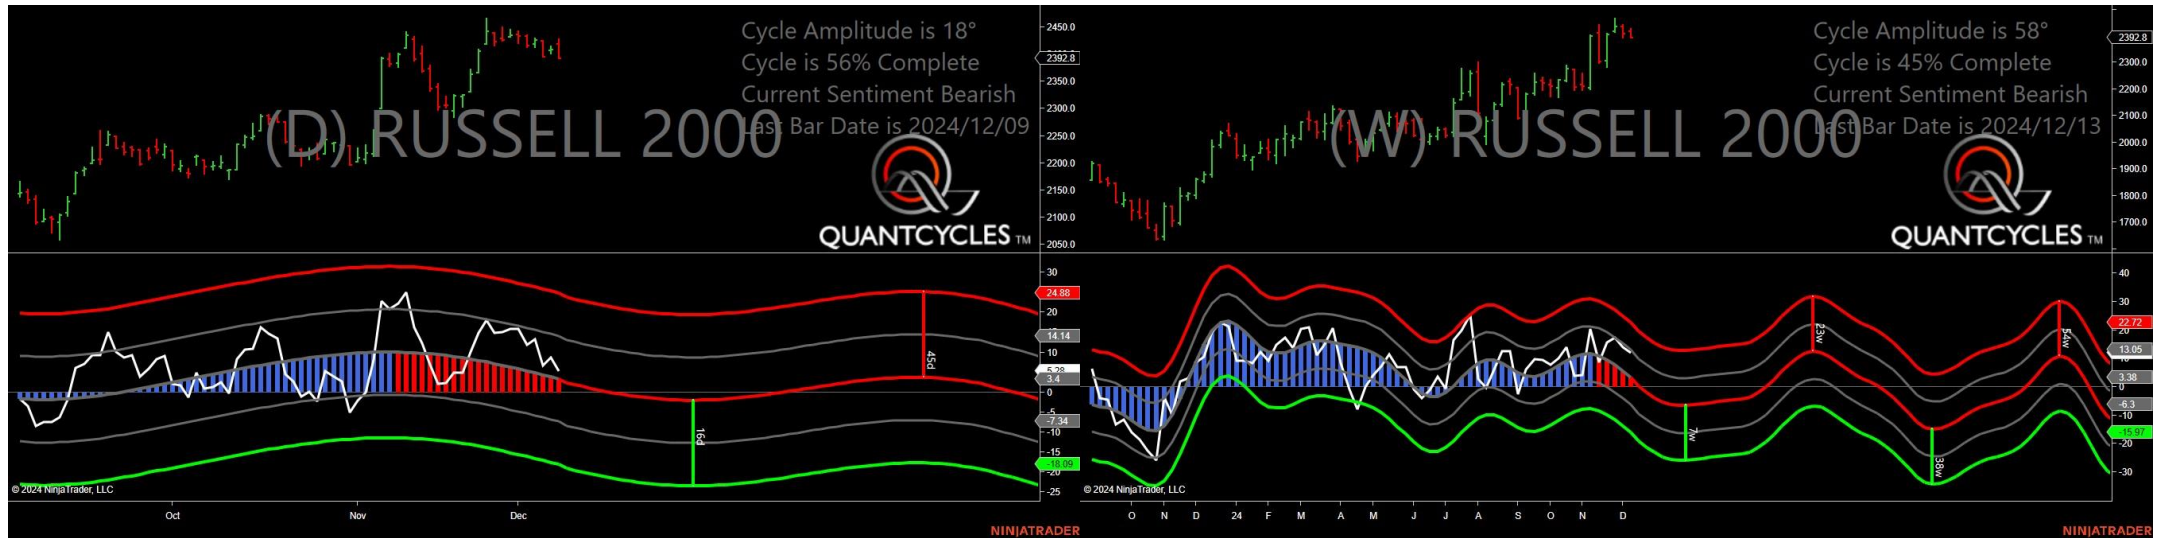 Cycle Amplitude is 18°
Cycle is 56% Complete
Current Sentiment Bearish
Last Bar Date is 2024/12/09
(D) RUSSELL 2000
QUANTCYCLES TM
2450.0
2392.8
2350.0
2300.0
2250.0
2200.0
2150.0
2100.0
2050.0
30
24.88
20
14.14
10
5.28
3.4
0
-5
-7.34
-10
-15
-18.09
-20
-25
45d
16d
© 2024 NinjaTrader, LLC
Oct Nov Dec
NINJATRADER
Cycle Amplitude is 58°
Cycle is 45% Complete
Current Sentiment Bearish
Last Bar Date is 2024/12/13
(W) RUSSELL 2000
QUANTCYCLES TM
2392.8
2300.0
2200.0
2100.0
2000.0
1900.0
1800.0
1700.0
40
30
22.72
13.05
3.38
0
-6.3
-10
-15.97
-20
-30
23w
54w
7w
38w
© 2024 NinjaTrader, LLC
O N D 24 F M A M J J A S O N D
NINJATRADER